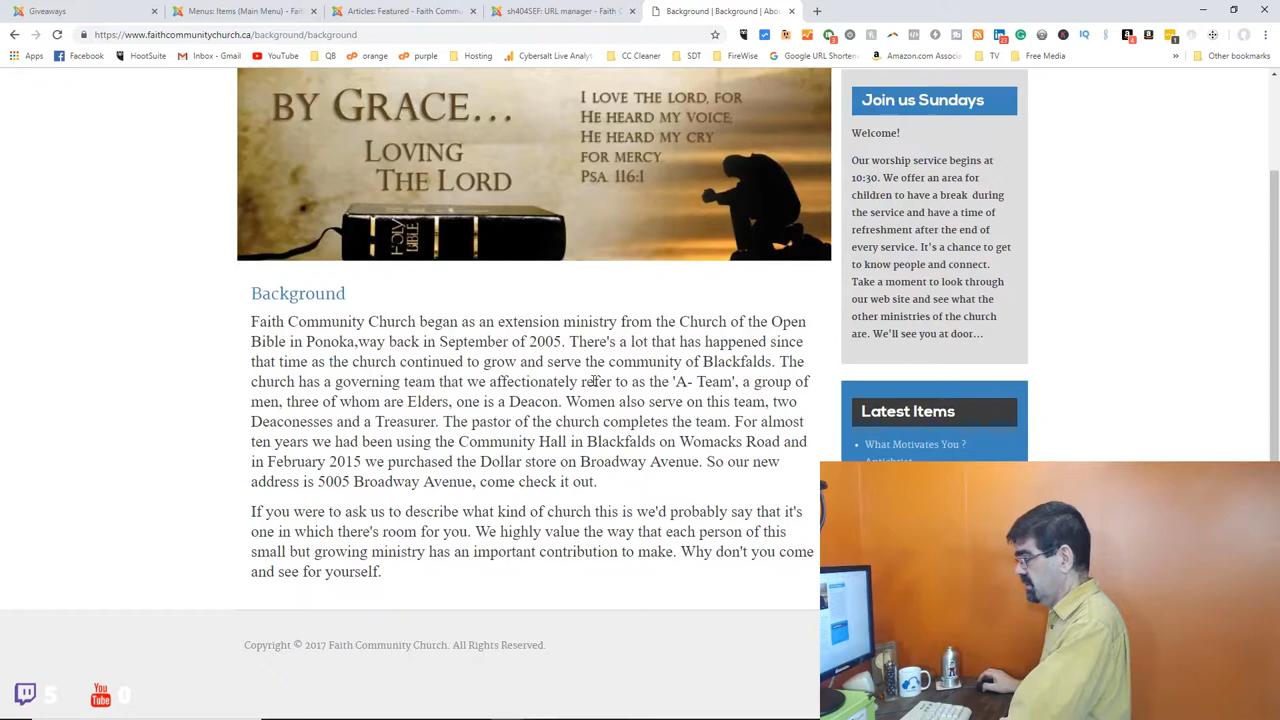 Giveaways
Menus: Items (Main Menu) - Fait
Articles: Featured - Faith Commu
sh404SEF: URL manager - Faith C
Background | Background | Abou
https://www.faithcommunitychurch.ca/background/background
Apps
Facebook
HootSuite
Inbox - Gmail
YouTube
QB
orange
purple
Hosting
Cybersalt Live Analy
CC Cleaner
SDT
FireWise
Google URL Shorten
Amazon.com Associ
TV
Free Media
»
Other bookmarks
BY GRACE...
LOVING
THE LORD
I LOVE THE LORD, FOR
HE HEARD MY VOICE;
HE HEARD MY CRY
FOR MERCY.
PSA. 116:1
HOLY BIBLE
Background
Faith Community Church began as an extension ministry from the Church of the Open
Bible in Ponoka,way back in September of 2005. There's a lot that has happened since
that time as the church continued to grow and serve the community of Blackfalds. The
church has a governing team that we affectionately refer to as the 'A- Team', a group of
men, three of whom are Elders, one is a Deacon. Women also serve on this team, two
Deaconesses and a Treasurer. The pastor of the church completes the team. For almost
ten years we had been using the Community Hall in Blackfalds on Womacks Road and
in February 2015 we purchased the Dollar store on Broadway Avenue. So our new
address is 5005 Broadway Avenue, come check it out.
If you were to ask us to describe what kind of church this is we'd probably say that it's
one in which there's room for you. We highly value the way that each person of this
small but growing ministry has an important contribution to make. Why don't you come
and see for yourself.
Join us Sundays
Welcome!
Our worship service begins at
10:30. We offer an area for
children to have a break during
the service and have a time of
refreshment after the end of
every service. It's a chance to get
to know people and connect.
Take a moment to look through
our web site and see what the
other ministries of the church
are. We'll see you at door...
Latest Items
What Motivates You ?
Antichrist
Copyright © 2017 Faith Community Church. All Rights Reserved.
5
You
Tube
0